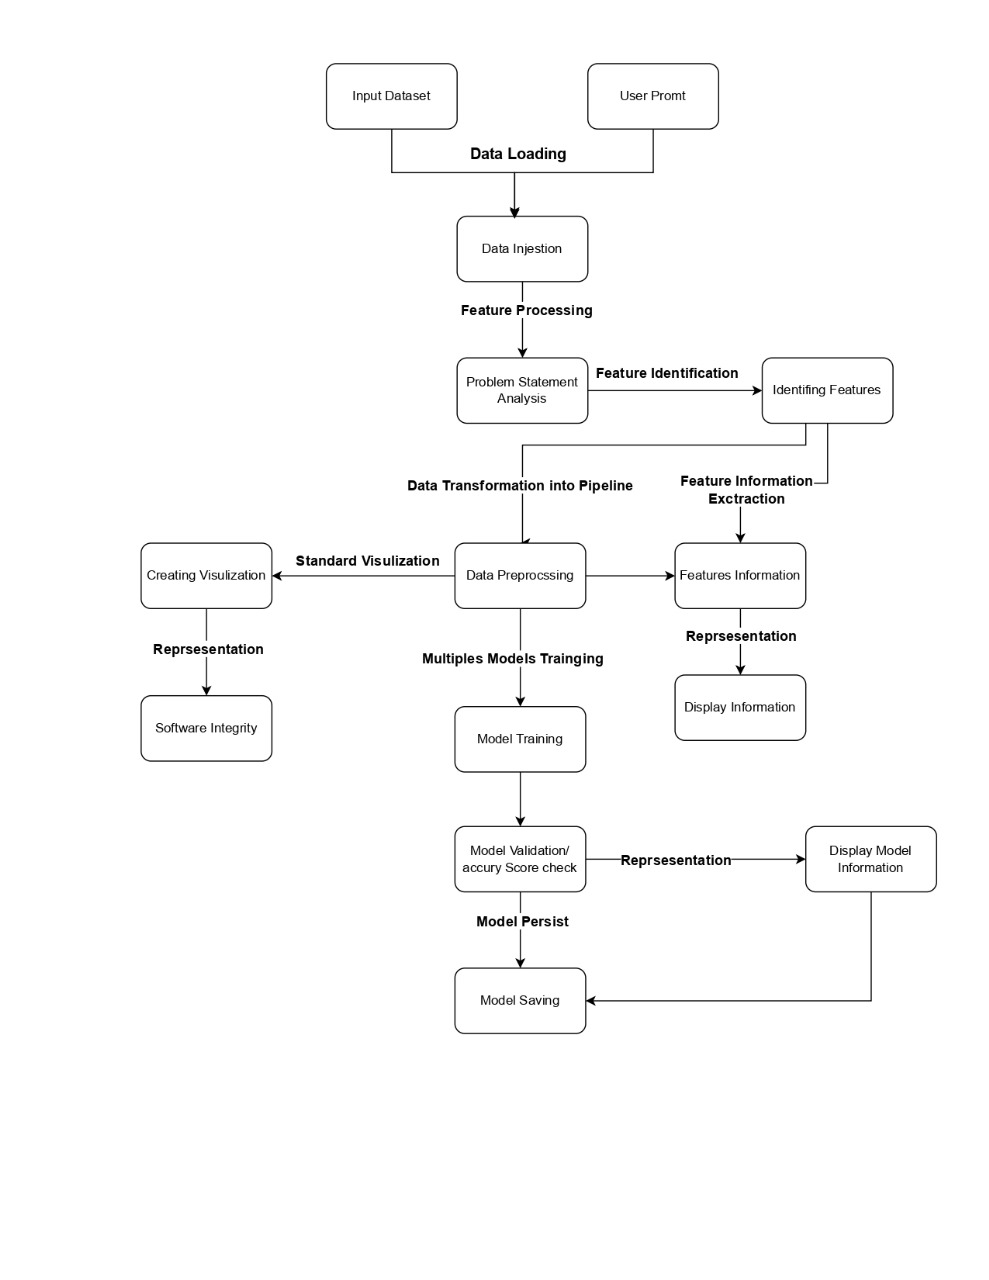 Input Dataset
User Promt
Data Loading
Data Injestion
Feature Processing
Problem Statement
Analysis
Feature Identification
Identifing Features
Data Transformation into Pipeline
Feature Information
Exctraction
Creating Visulization
Standard Visulization
Data Preprocssing
Features Information
Reprsesentation
Multiples Models Trainging
Reprsesentation
Software Integrity
Model Training
Display Information
Model Validation/
accury Score check
Reprsesentation
Display Model
Information
Model Persist
Model Saving